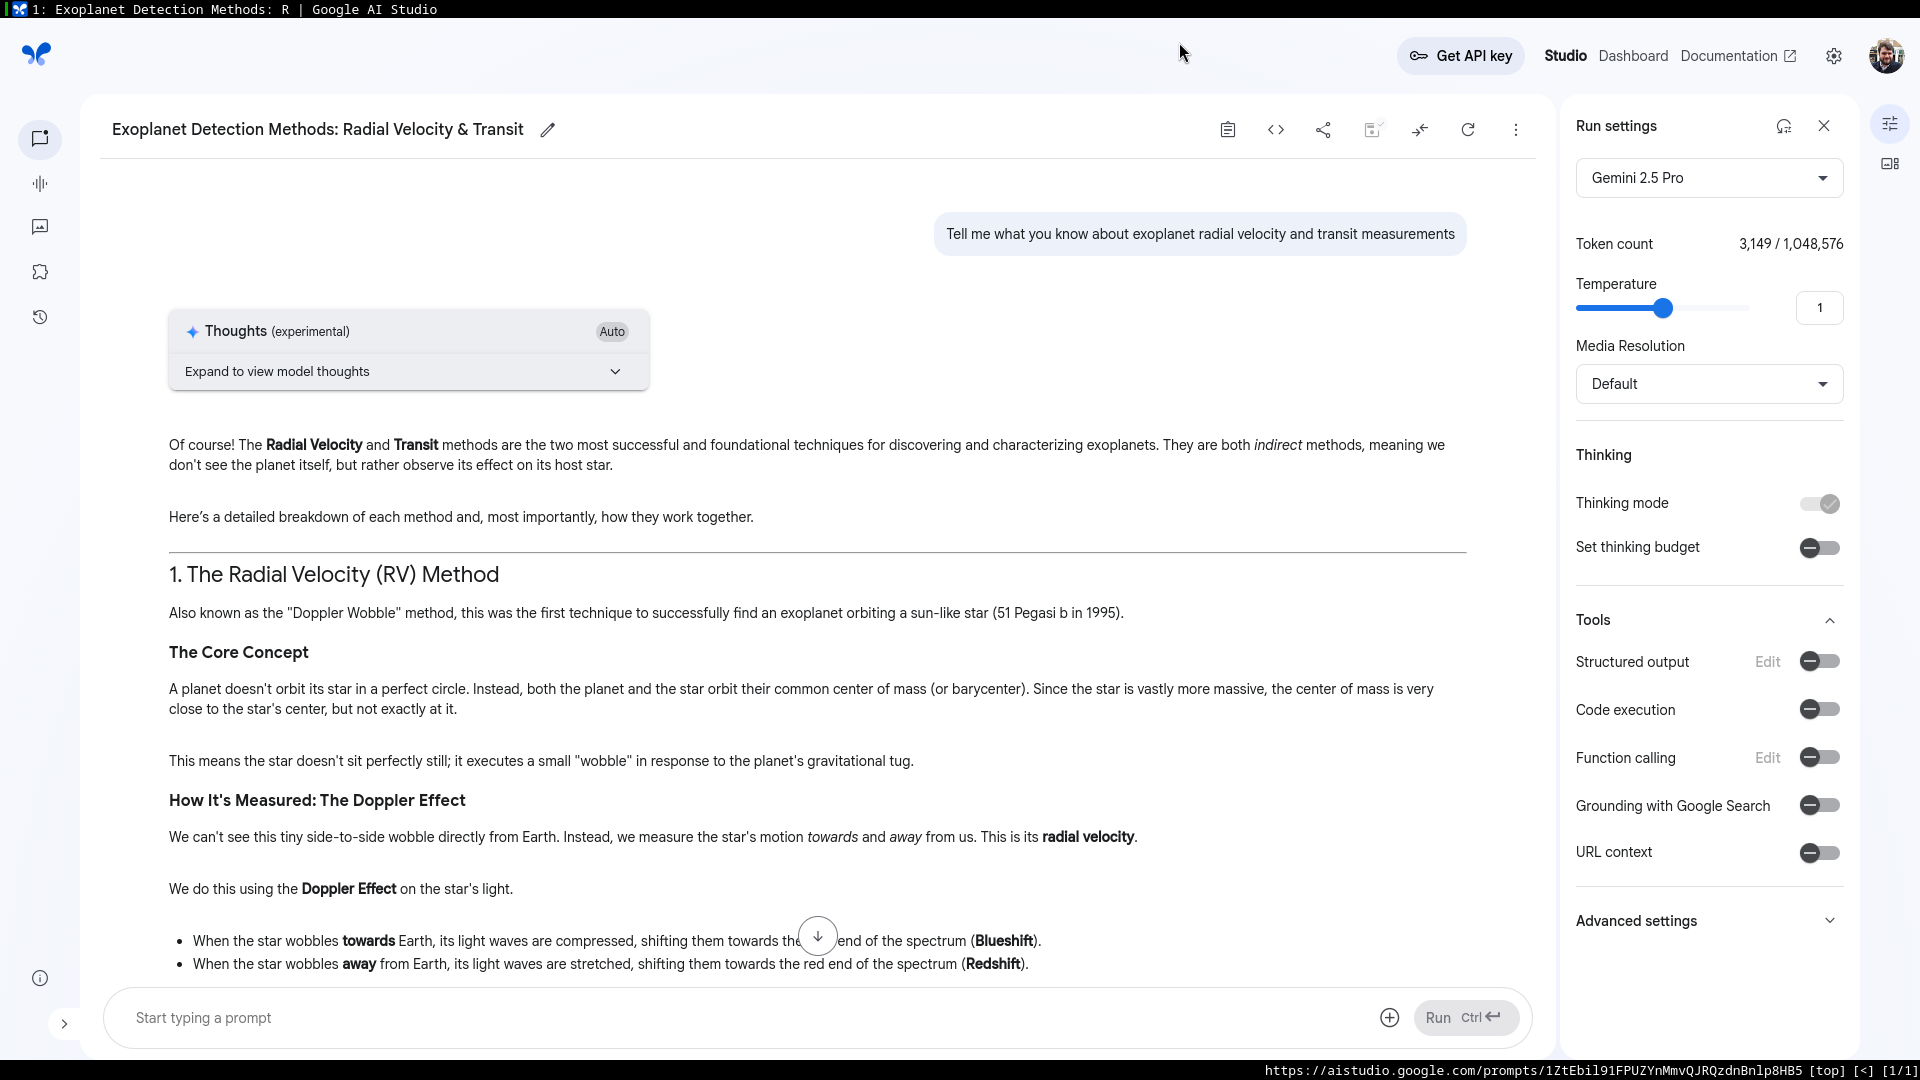 1: Exoplanet Detection Methods: R | Google AI Studio
Get API key
Studio
Dashboard
Documentation
Exoplanet Detection Methods: Radial Velocity & Transit
Tell me what you know about exoplanet radial velocity and transit measurements
Thoughts (experimental)
Auto
Expand to view model thoughts
Of course! The Radial Velocity and Transit methods are the two most successful and foundational techniques for discovering and characterizing exoplanets. They are both indirect methods, meaning we
don't see the planet itself, but rather observe its effect on its host star.
Here's a detailed breakdown of each method and, most importantly, how they work together.
1. The Radial Velocity (RV) Method
Also known as the "Doppler Wobble" method, this was the first technique to successfully find an exoplanet orbiting a sun-like star (51 Pegasi b in 1995).
The Core Concept
A planet doesn't orbit its star in a perfect circle. Instead, both the planet and the star orbit their common center of mass (or barycenter). Since the star is vastly more massive, the center of mass is very
close to the star's center, but not exactly at it.
This means the star doesn't sit perfectly still; it executes a small "wobble" in response to the planet's gravitational tug.
How It's Measured: The Doppler Effect
We can't see this tiny side-to-side wobble directly from Earth. Instead, we measure the star's motion towards and away from us. This is its radial velocity.
We do this using the Doppler Effect on the star's light.
• When the star wobbles towards Earth, its light waves are compressed, shifting them towards the end of the spectrum (Blueshift).
• When the star wobbles away from Earth, its light waves are stretched, shifting them towards the red end of the spectrum (Redshift).
Start typing a prompt
Run Ctrl
Run settings
Gemini 2.5 Pro
Token count 3,149 / 1,048,576
Temperature
1
Media Resolution
Default
Thinking
Thinking mode
Set thinking budget
Tools
Structured output Edit
Code execution
Function calling Edit
Grounding with Google Search
URL context
Advanced settings
https://aistudio.google.com/prompts/1ZtEbil91FPUZYnMmvQJRQzdnBnlp8HB5 [top] [<] [1/1]